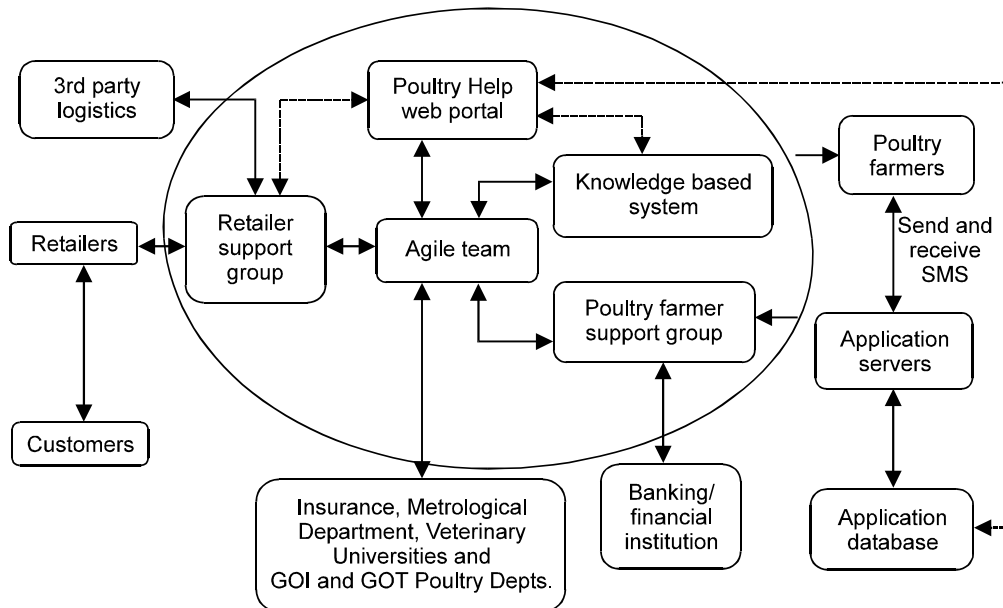 3rd party
logistics
Poultry Help
web portal
Poultry
farmers
Knowledge based
system
Retailers
Retailer
support
group
Agile team
Send and
receive
SMS
Poultry farmer
support group
Application
servers
Customers
Insurance, Metrological
Department, Veterinary
Universities and
GOI and GOT Poultry Depts.
Banking/
financial
institution
Application
database